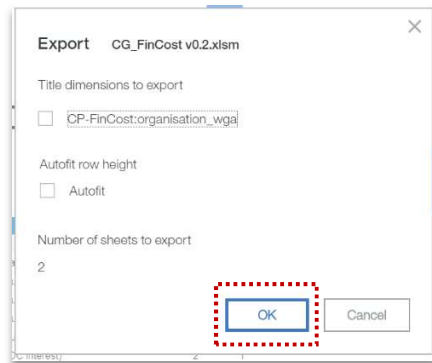 Export CG_FinCost v0.2.xlsm
Title dimensions to export
CP-FinCost:organisation_wga
Autofit row height
Autofit
Number of sheets to export
2
OK Cancel